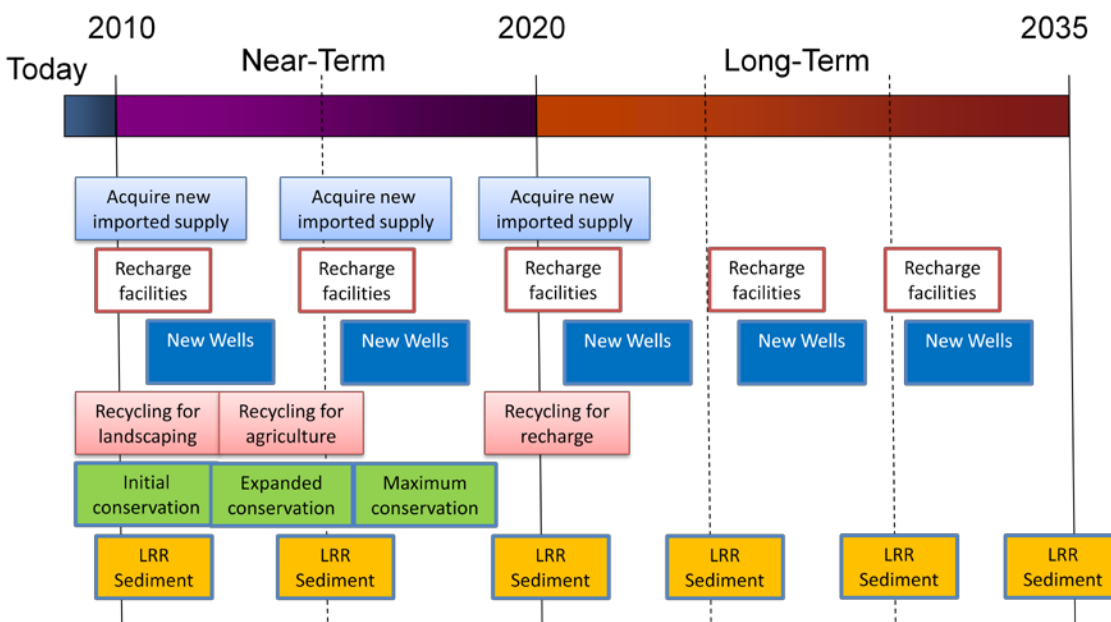 2010
2020
2035
Today
Near-Term
Long-Term
Acquire new
imported supply
Acquire new
imported supply
Acquire new
imported supply
Recharge
facilities
Recharge
facilities
Recharge
facilities
Recharge
facilities
Recharge
facilities
New Wells
New Wells
New Wells
New Wells
New Wells
Recycling for
landscaping
Recycling for
agriculture
Recycling for
recharge
Initial
conservation
Expanded
conservation
Maximum
conservation
LRR
Sediment
LRR
Sediment
LRR
Sediment
LRR
Sediment
LRR
Sediment
LRR
Sediment